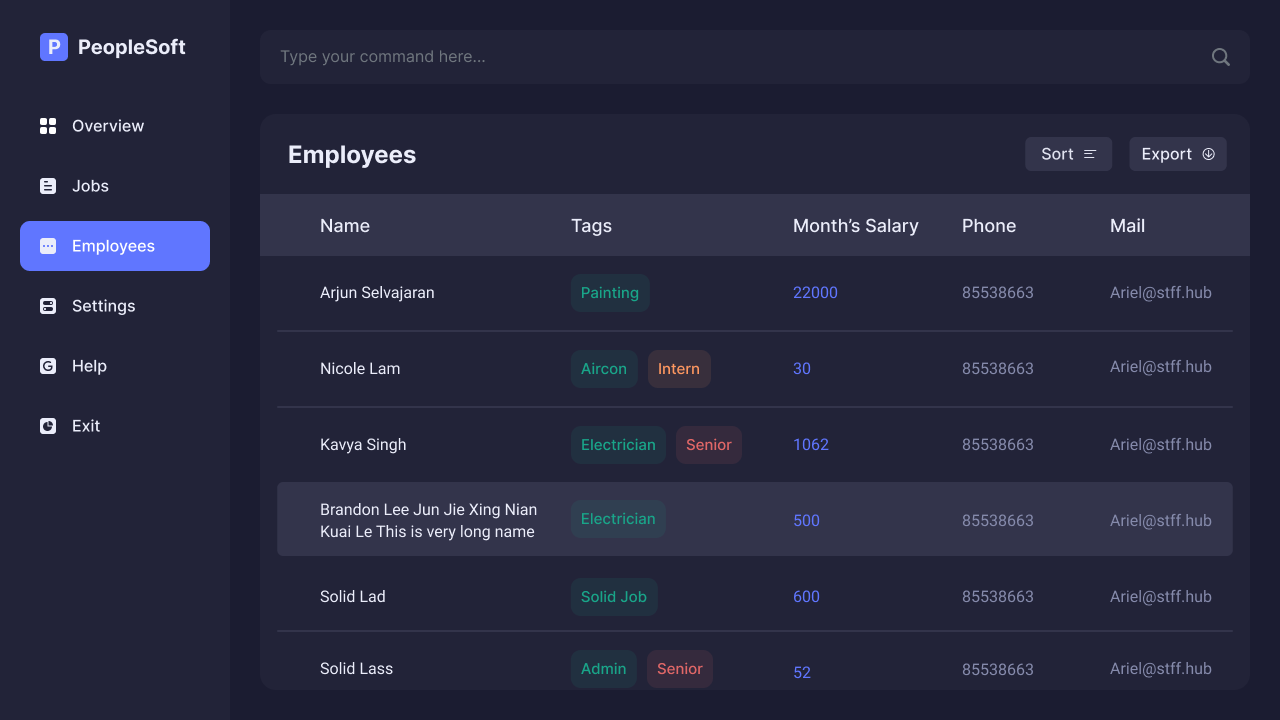 P PeopleSoft
Type your command here...
Overview
Jobs
Employees
Settings
Help
Exit
Employees
Sort
Export
Name Tags Month’s Salary Phone Mail
Arjun Selvajaran Painting 22000 85538663 Ariel@stff.hub
Nicole Lam Aircon Intern 30 85538663 Ariel@stff.hub
Kavya Singh Electrician Senior 1062 85538663 Ariel@stff.hub
Brandon Lee Jun Jie Xing Nian
Kuai Le This is very long name
Electrician 500 85538663 Ariel@stff.hub
Solid Lad Solid Job 600 85538663 Ariel@stff.hub
Solid Lass Admin Senior 52 85538663 Ariel@stff.hub